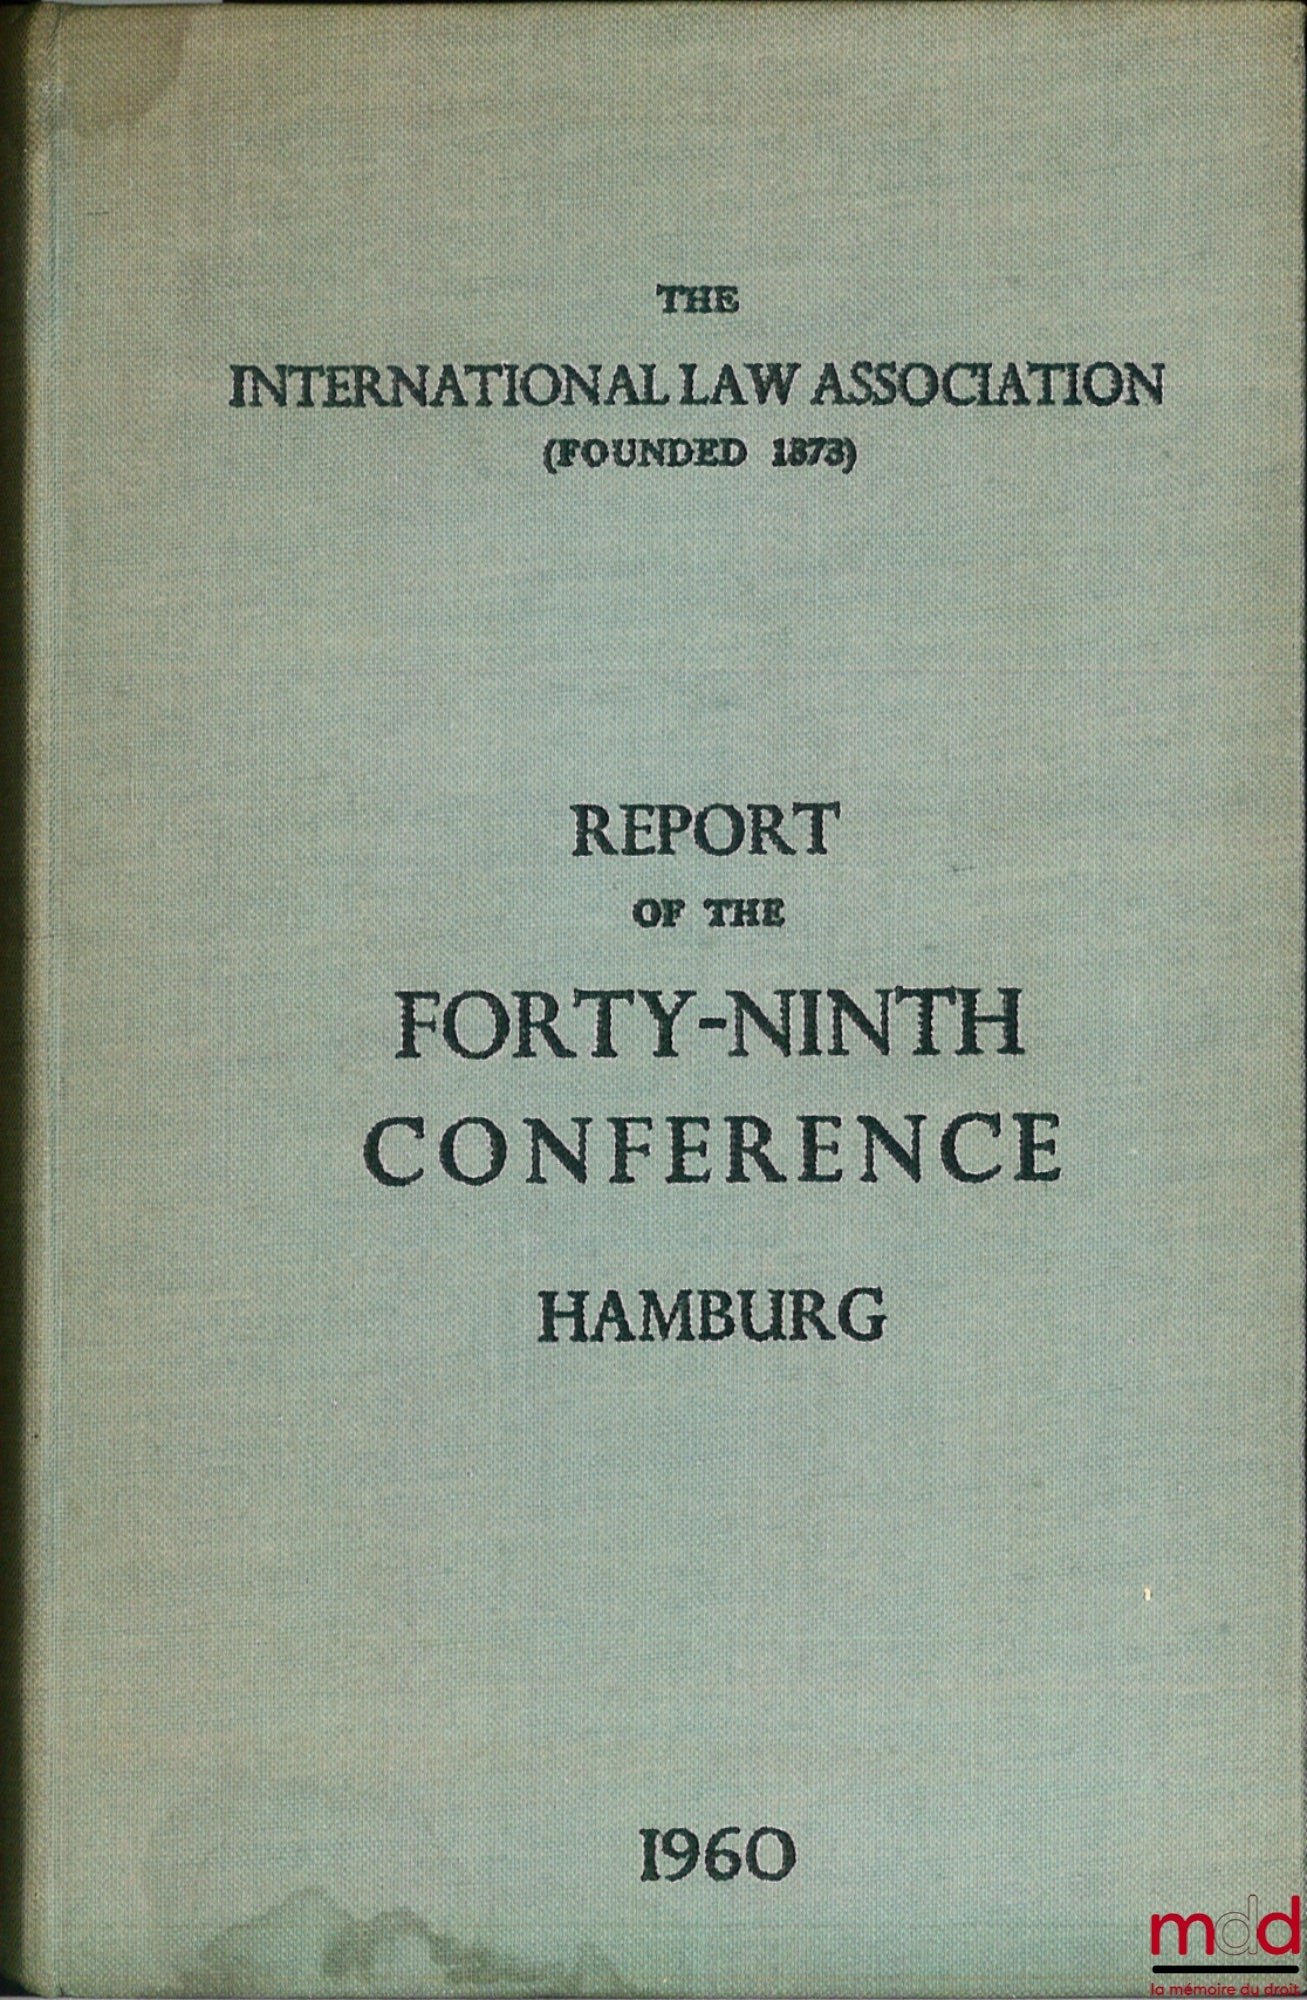 THE
INTERNATIONAL LAW ASSOCIATION
(FOUNDED 1873)
REPORT
OF THE
FORTY-NINTH
CONFERENCE
HAMBURG
1960
mdd
la mémoire du droit